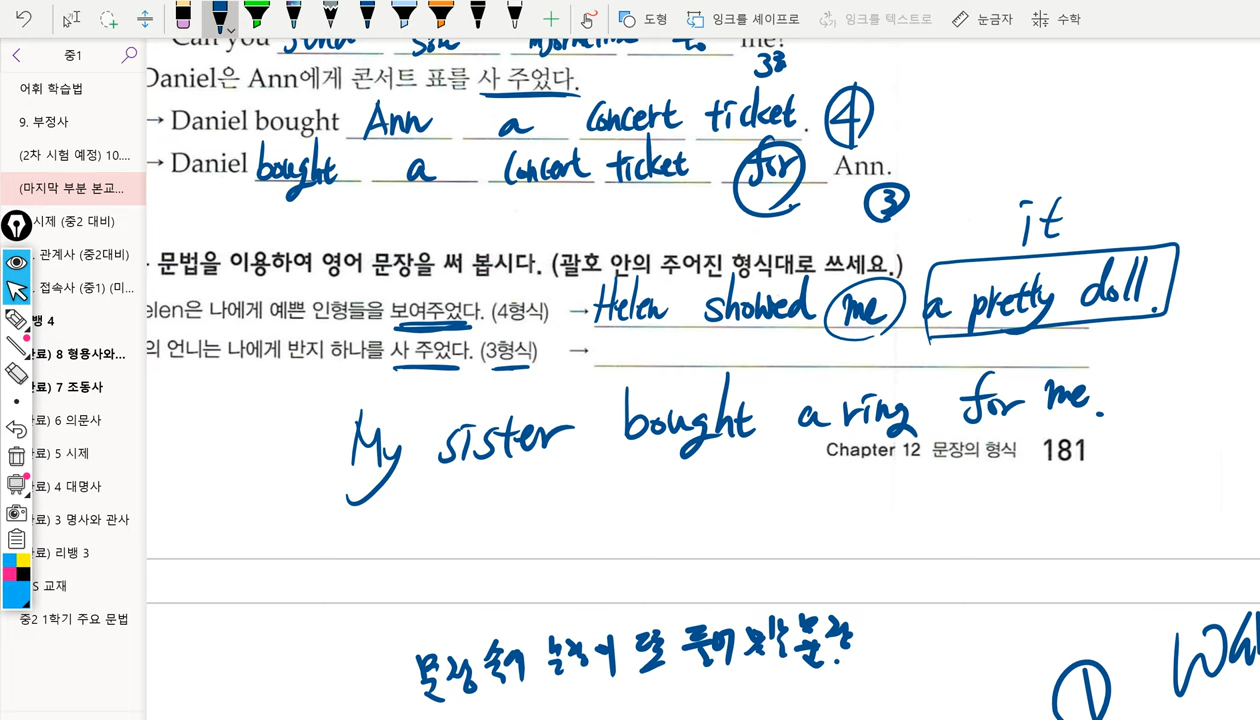 도형
잉크를 셰이프로
잉크를 텍스트로
눈금자
수학
중1
어휘 학습법
9. 부정사
(2차 시험 예정) 10....
(마지막 부분 본교...
시제 (중2 대비)
. 관계사 (중2대비)
. 접속사 (중1) (미...
뱅 4
료) 8 형용사와...
료) 7 조동사
료) 6 의문사
료) 5 시제
료) 4 대명사
료) 3 명사와 관사
료) 리뱅 3
S 교재
중2 1학기 주요 문법
Can you send to me?
Daniel은 Ann에게 콘서트 표를 사 주었다.
→ Daniel bought Ann a concert ticket. ④
→ Daniel bought a concert ticket for Ann.
③
it
문법을 이용하여 영어 문장을 써 봅시다. (괄호 안의 주어진 형식대로 쓰세요.)
elen은 나에게 예쁜 인형들을 보여주었다. (4형식) → Helen showed me a pretty doll.
의 언니는 나에게 반지 하나를 사 주었다. (3형식) →
My sister bought a ring for me.
Chapter 12 문장의 형식 181
문장 속에 문장
①